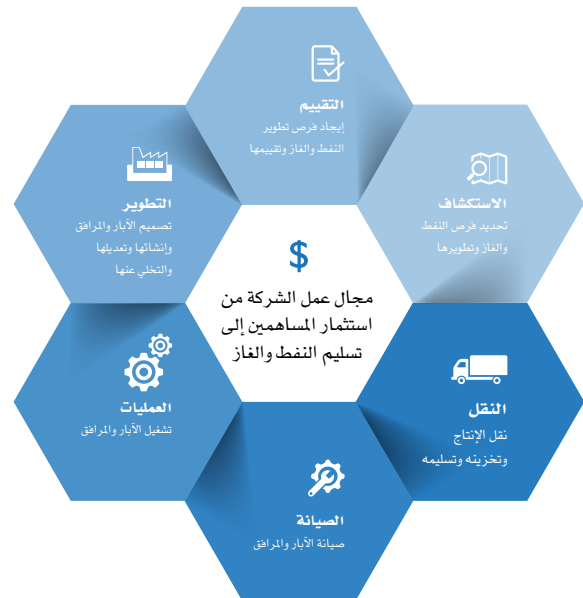 التقييم
إيجاد فرص تطوير
النفط والغاز وتقييمها
الاستكشاف
تحديد فرص النفط
والغاز وتطويرها
التطوير
تصميم الآبار والمرافق
وإنشائها وتعديلها
والتخلي عنها
$
مجال عمل الشركة من
استثمار المساهمين إلى
تسليم النفط والغاز
النقل
نقل الإنتاج
وتخزينه وتسليمه
العمليات
تشغيل الآبار والمرافق
الصيانة
صيانة الآبار والمرافق